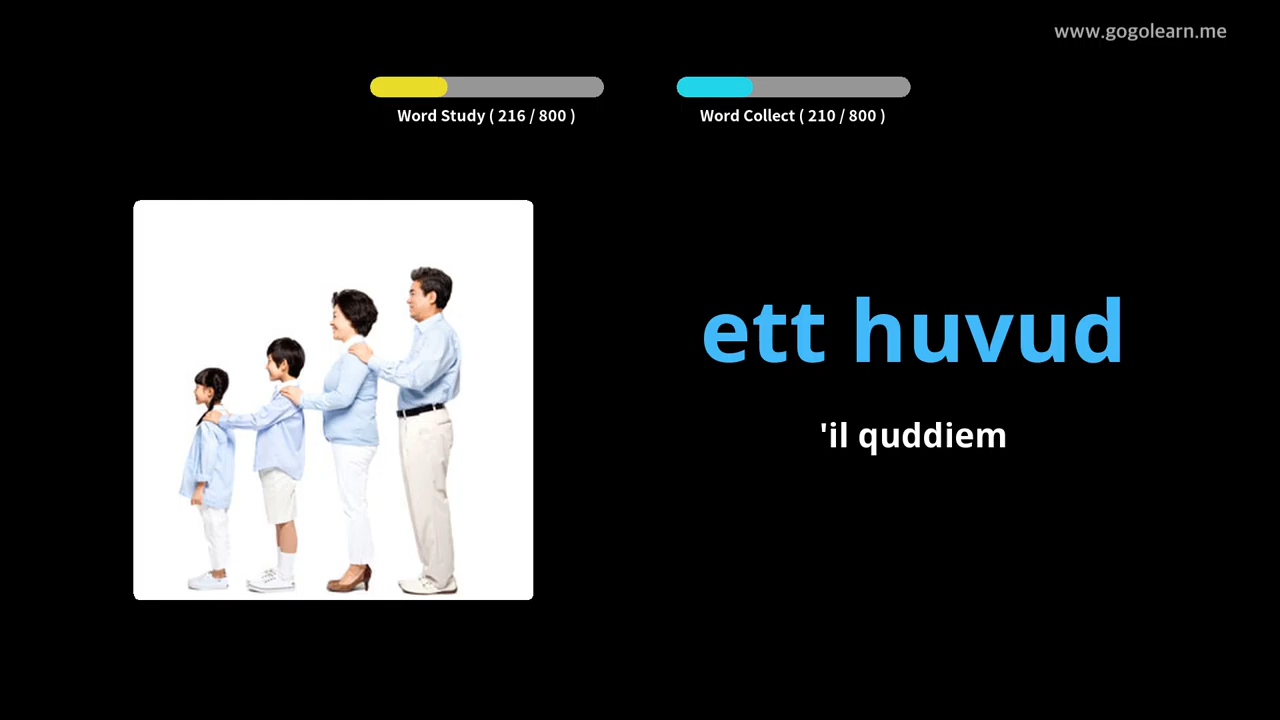 www.gogolearn.me
Word Study ( 216 / 800 )
Word Collect ( 210 / 800 )
ett huvud
'il quddiem